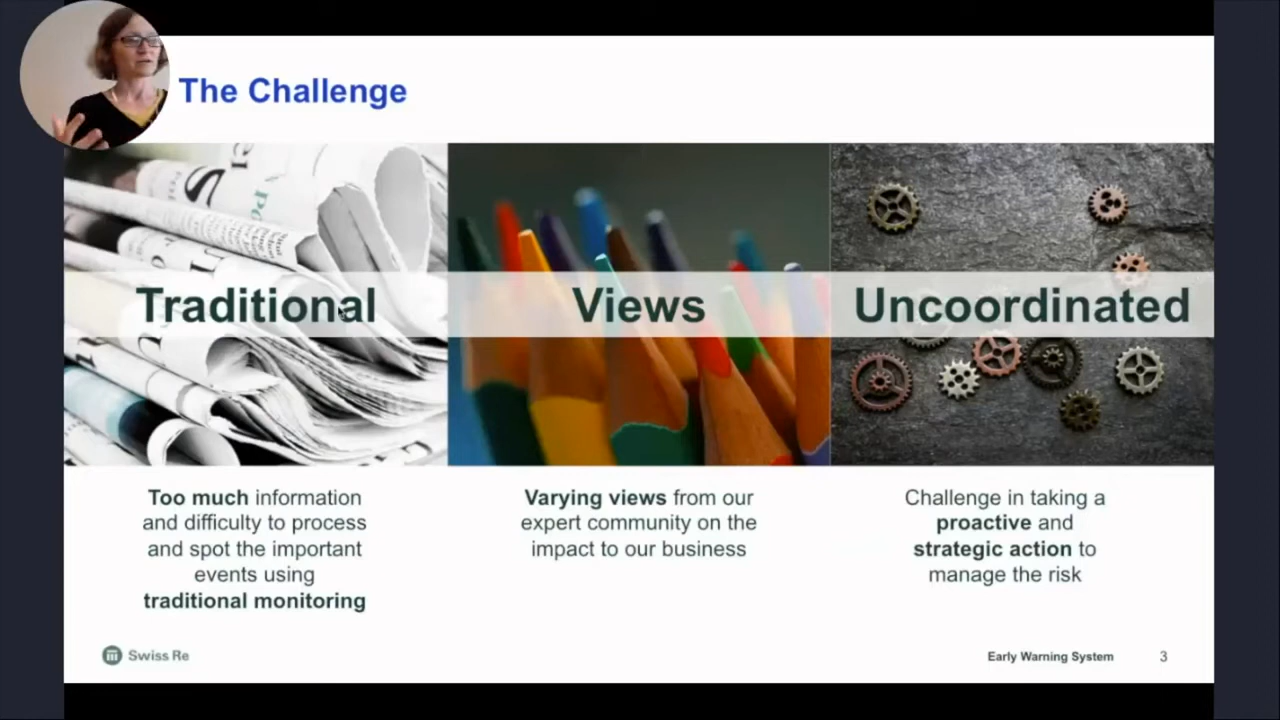 The Challenge
Traditional
Views
Uncoordinated
Too much information
and difficulty to process
and spot the important
events using
traditional monitoring
Varying views from our
expert community on the
impact to our business
Challenge in taking a
proactive and
strategic action to
manage the risk
Swiss Re
Early Warning System
3